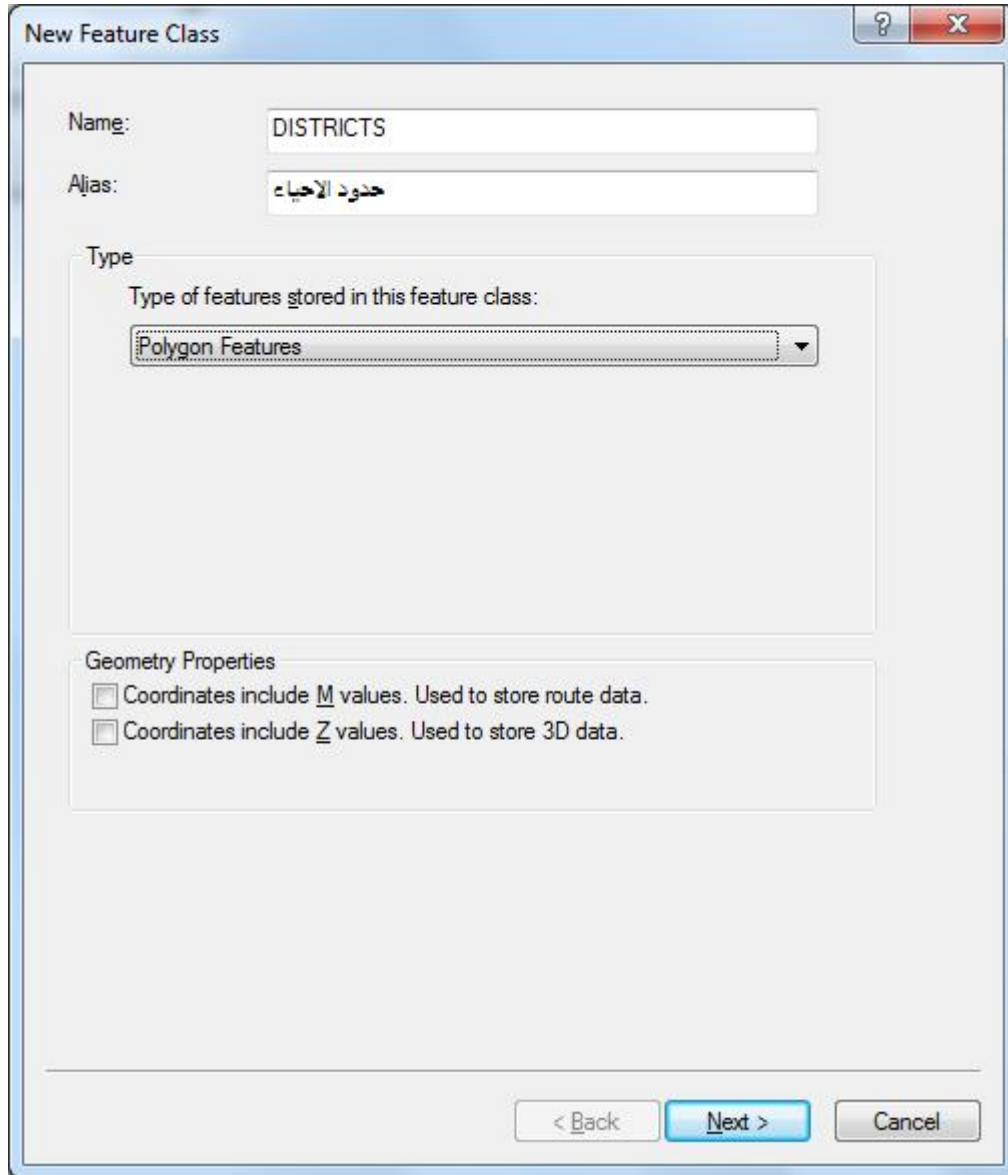 New Feature Class
Name:
DISTRICTS
Alias:
حدود الاحياء
Type
Type of features stored in this feature class:
Polygon Features
Geometry Properties
Coordinates include M values. Used to store route data.
Coordinates include Z values. Used to store 3D data.
< Back
Next >
Cancel